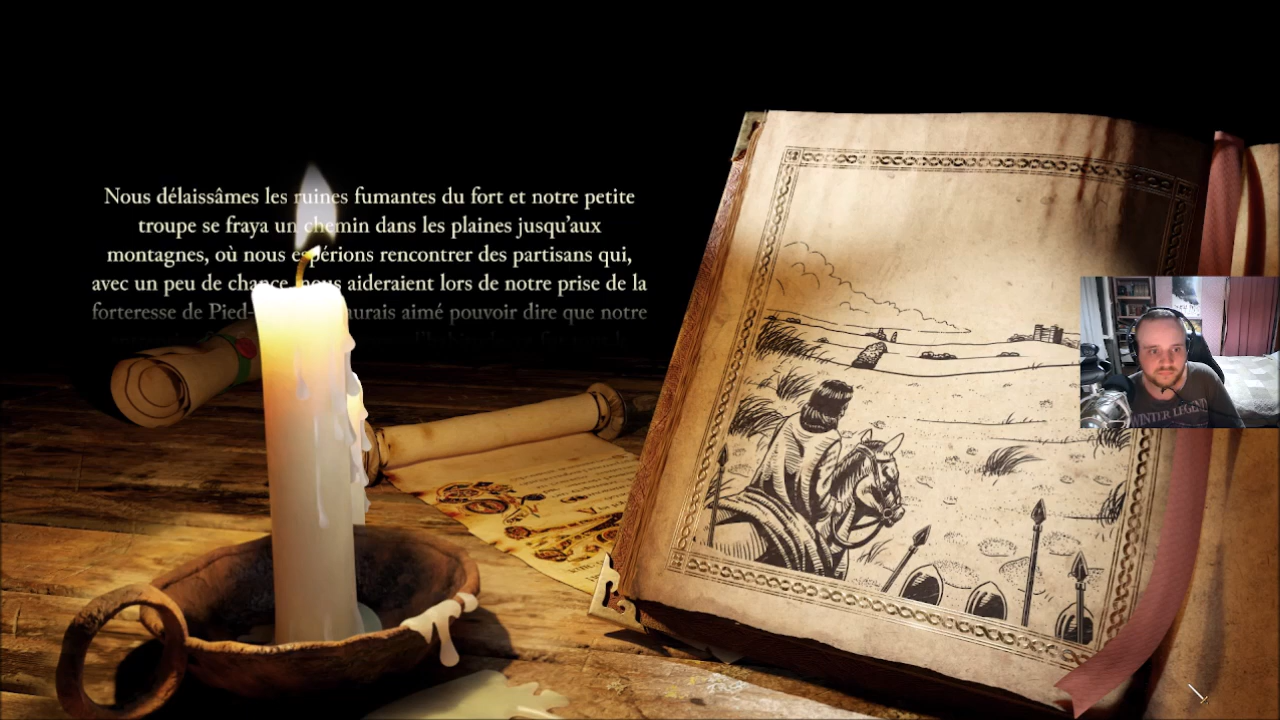 Nous délaissâmes les ruines fumantes du fort et notre petite
troupe se fraya un chemin dans les plaines jusqu'aux
montagnes, où nous espérions rencontrer des partisans qui,
avec un peu de chance, nous aideraient lors de notre prise de la
forteresse de Pied- aurais aimé pouvoir dire que notre
WINTER LEGEND